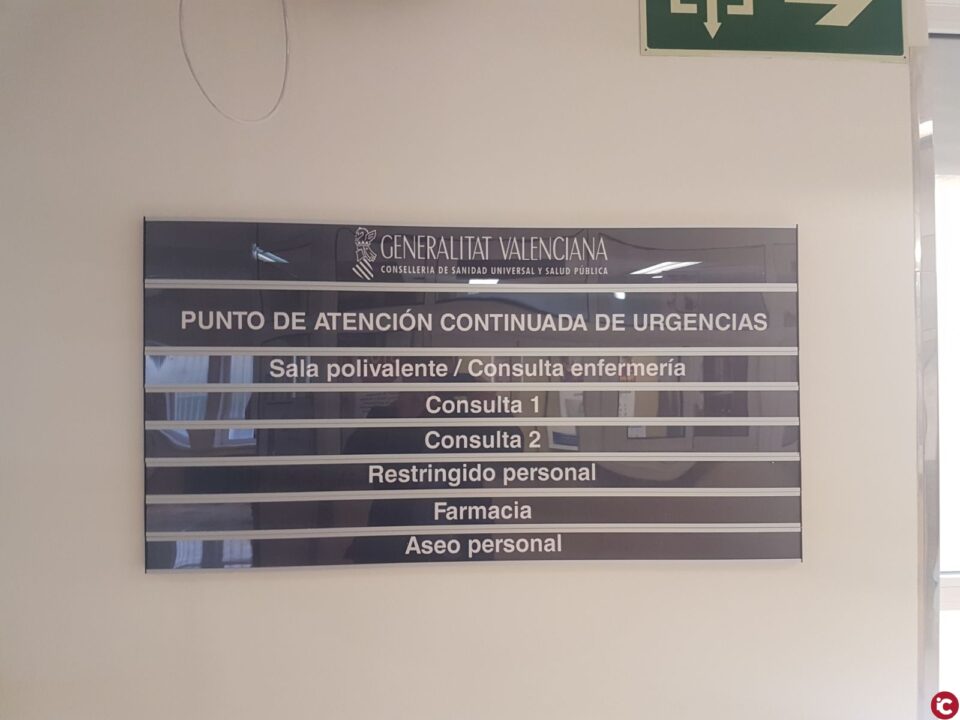 GENERALITAT VALENCIANA
CONSELLERIA DE SANIDAD UNIVERSAL Y SALUD PÚBLICA
PUNTO DE ATENCIÓN CONTINUADA DE URGENCIAS
Sala polivalente / Consulta enfermería
Consulta 1
Consulta 2
Restringido personal
Farmacia
Aseo personal